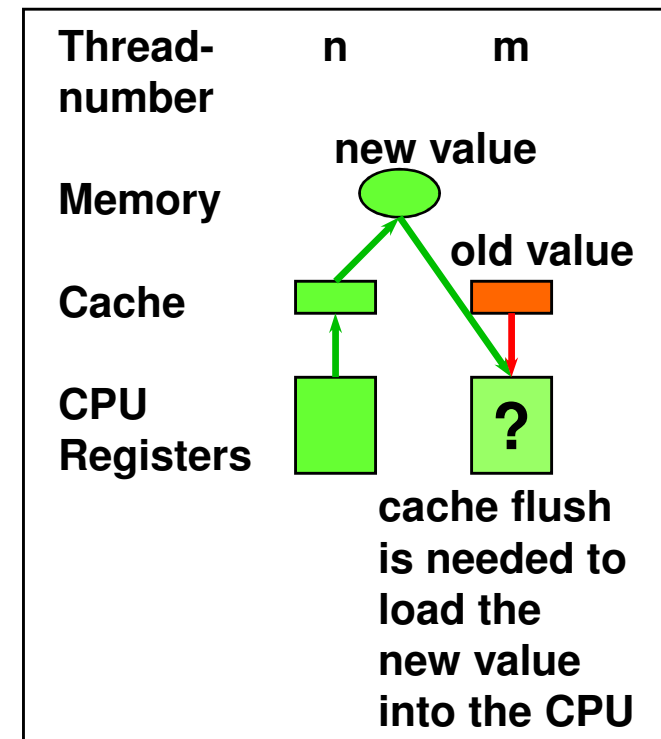 Thread- n m
number
new value
Memory
old value
Cache
CPU
Registers
?
cache flush
is needed to
load the
new value
into the CPU